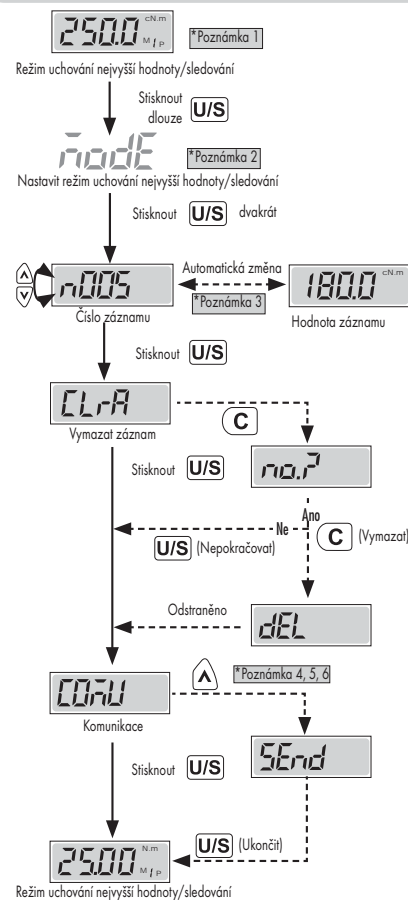 250.0 cN.m
M / P
*Poznámka 1
Režim uchování nejvyšší hodnoty/sledování
Stisknout
dlouze U/S
modE
*Poznámka 2
Nastavit režim uchování nejvyšší hodnoty/sledování
Stisknout U/S dvakrát
n005
Automatická změna
*Poznámka 3
180.0 cN.m
Číslo záznamu
Hodnota záznamu
Stisknout U/S
CLrA
Vymazat záznam
C
Stisknout U/S
no.?
Ne
Ano
U/S (Nepokračovat)
C (Vymazat)
Odstraněno
dEL
COmU
*Poznámka 4, 5, 6
Komunikace
SEnd
Stisknout U/S
U/S (Ukončit)
25.00 N.m
M / P
Režim uchování nejvyšší hodnoty/sledování